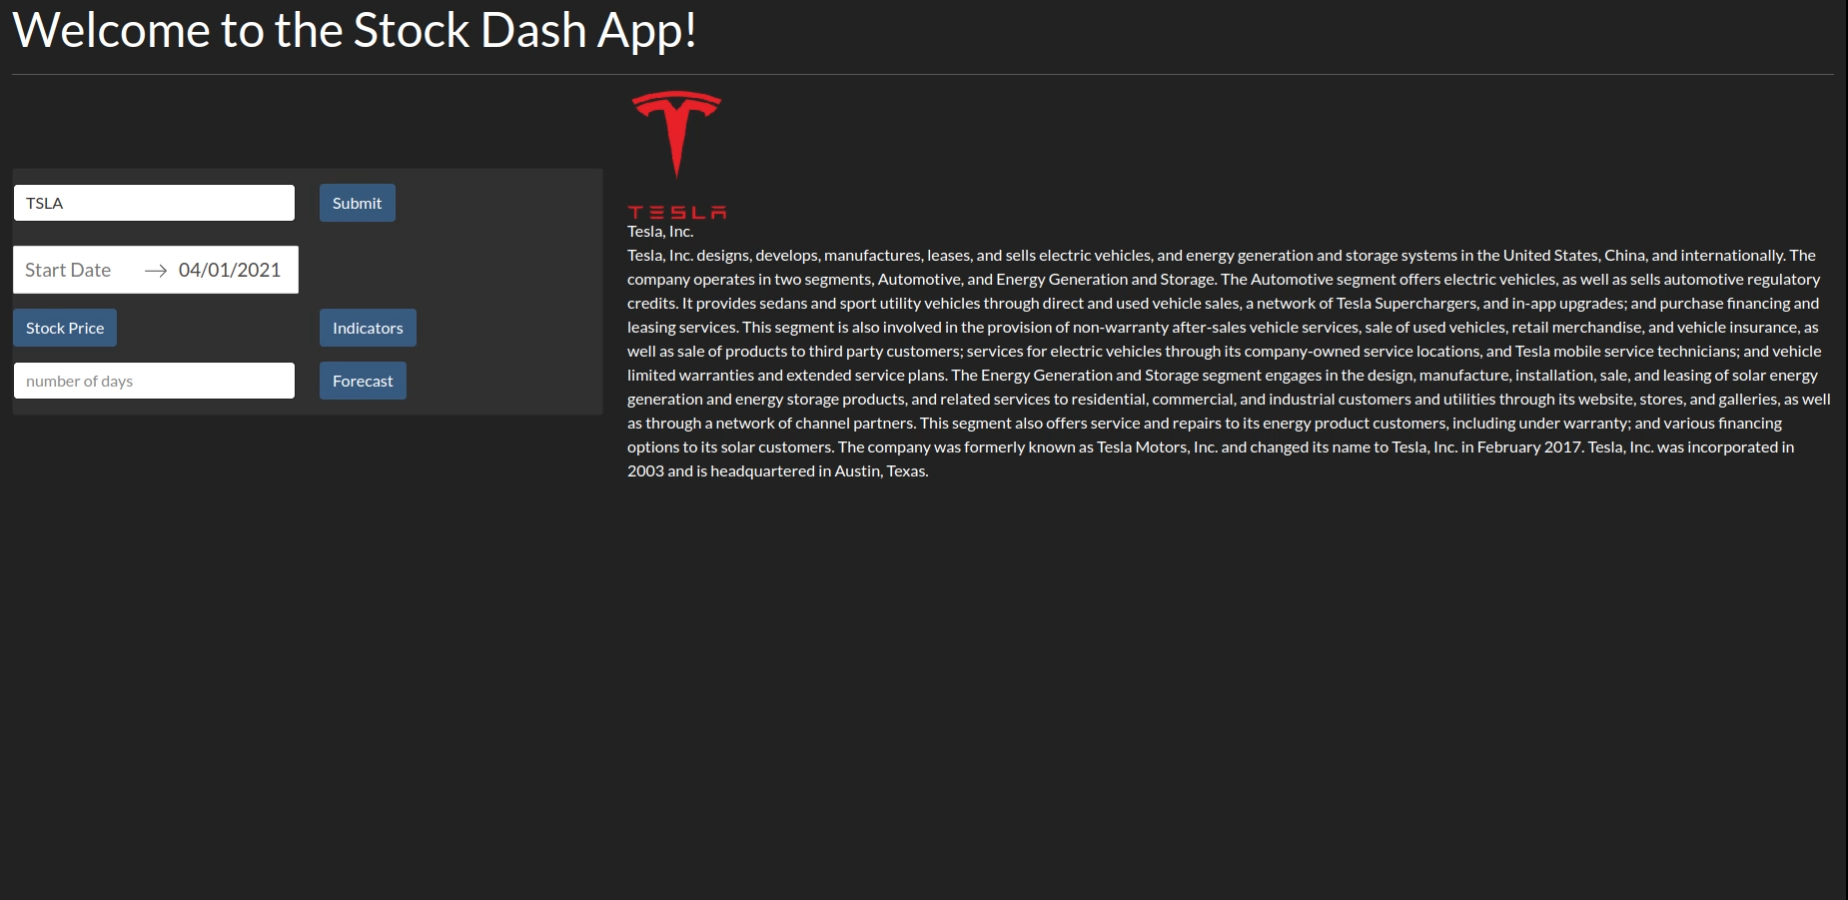 Welcome to the Stock Dash App!
TSLA
Submit
Start Date → 04/01/2021
Stock Price
Indicators
number of days
Forecast
TESLA
Tesla, Inc.
Tesla, Inc. designs, develops, manufactures, leases, and sells electric vehicles, and energy generation and storage systems in the United States, China, and internationally. The
company operates in two segments, Automotive, and Energy Generation and Storage. The Automotive segment offers electric vehicles, as well as sells automotive regulatory
credits. It provides sedans and sport utility vehicles through direct and used vehicle sales, a network of Tesla Superchargers, and in-app upgrades; and purchase financing and
leasing services. This segment is also involved in the provision of non-warranty after-sales vehicle services, sale of used vehicles, retail merchandise, and vehicle insurance, as
well as sale of products to third party customers; services for electric vehicles through its company-owned service locations, and Tesla mobile service technicians; and vehicle
limited warranties and extended service plans. The Energy Generation and Storage segment engages in the design, manufacture, installation, sale, and leasing of solar energy
generation and energy storage products, and related services to residential, commercial, and industrial customers and utilities through its website, stores, and galleries, as well
as through a network of channel partners. This segment also offers service and repairs to its energy product customers, including under warranty; and various financing
options to its solar customers. The company was formerly known as Tesla Motors, Inc. and changed its name to Tesla, Inc. in February 2017. Tesla, Inc. was incorporated in
2003 and is headquartered in Austin, Texas.